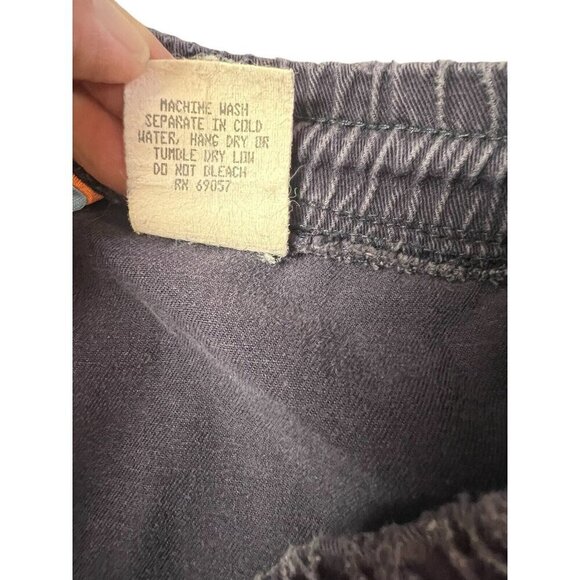 MACHINE WASH
SEPARATE IN COLD
WATER, HANG DRY OR
TUMBLE DRY LOW
DO NOT BLEACH
RN 69057